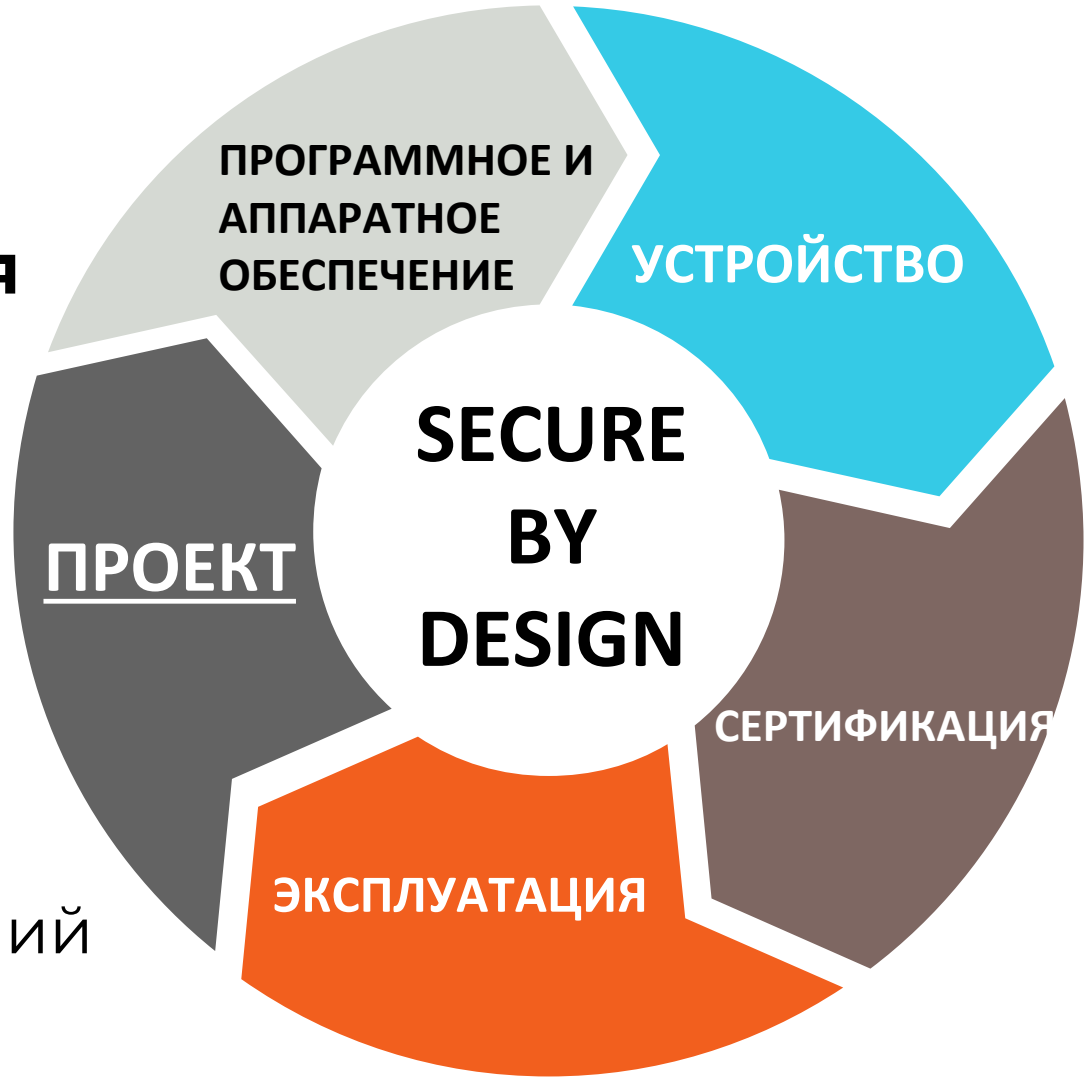 ПРОГРАММНОЕ И
АППАРАТНОЕ
ОБЕСПЕЧЕНИЕ
УСТРОЙСТВО
Я
SECURE
BY
DESIGN
ПРОЕКТ
СЕРТИФИКАЦИЯ
ЭКСПЛУАТАЦИЯ
ий